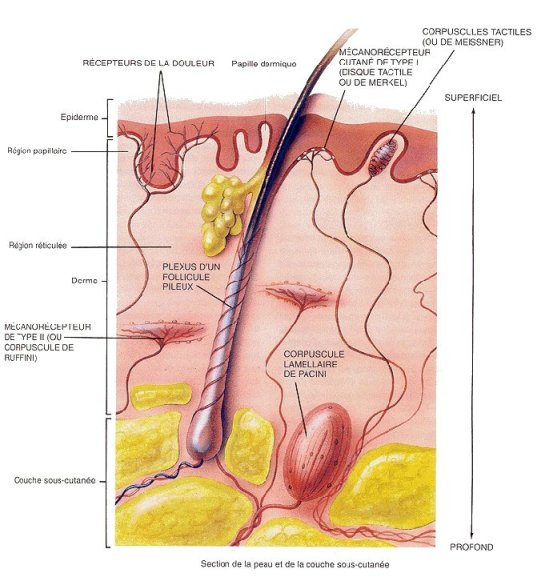 CORPUSCLLES TACTILES
(OU DE MEISSNER)
MÉCANORÉCEPTEUR
CUTANÉ DE TYPE I
(DISQUE TACTILE
OU DE MERKEL)
RÉCEPTEURS DE LA DOULEUR
Papille dermique
SUPERFICIEL
Epiderme
Région papillaire
Région réticulée
PLEXUS D'UN
FOLLICULE
PILEUX
Derme
MÉCANORÉCEPTEUR
DE TYPE II (OU
CORPUSCULE DE
RUFFINI)
CORPUSCULE
LAMELLAIRE
DE PACINI
Couche sous-cutanée
PROFOND
Section de la peau et de la couche sous-cutanée